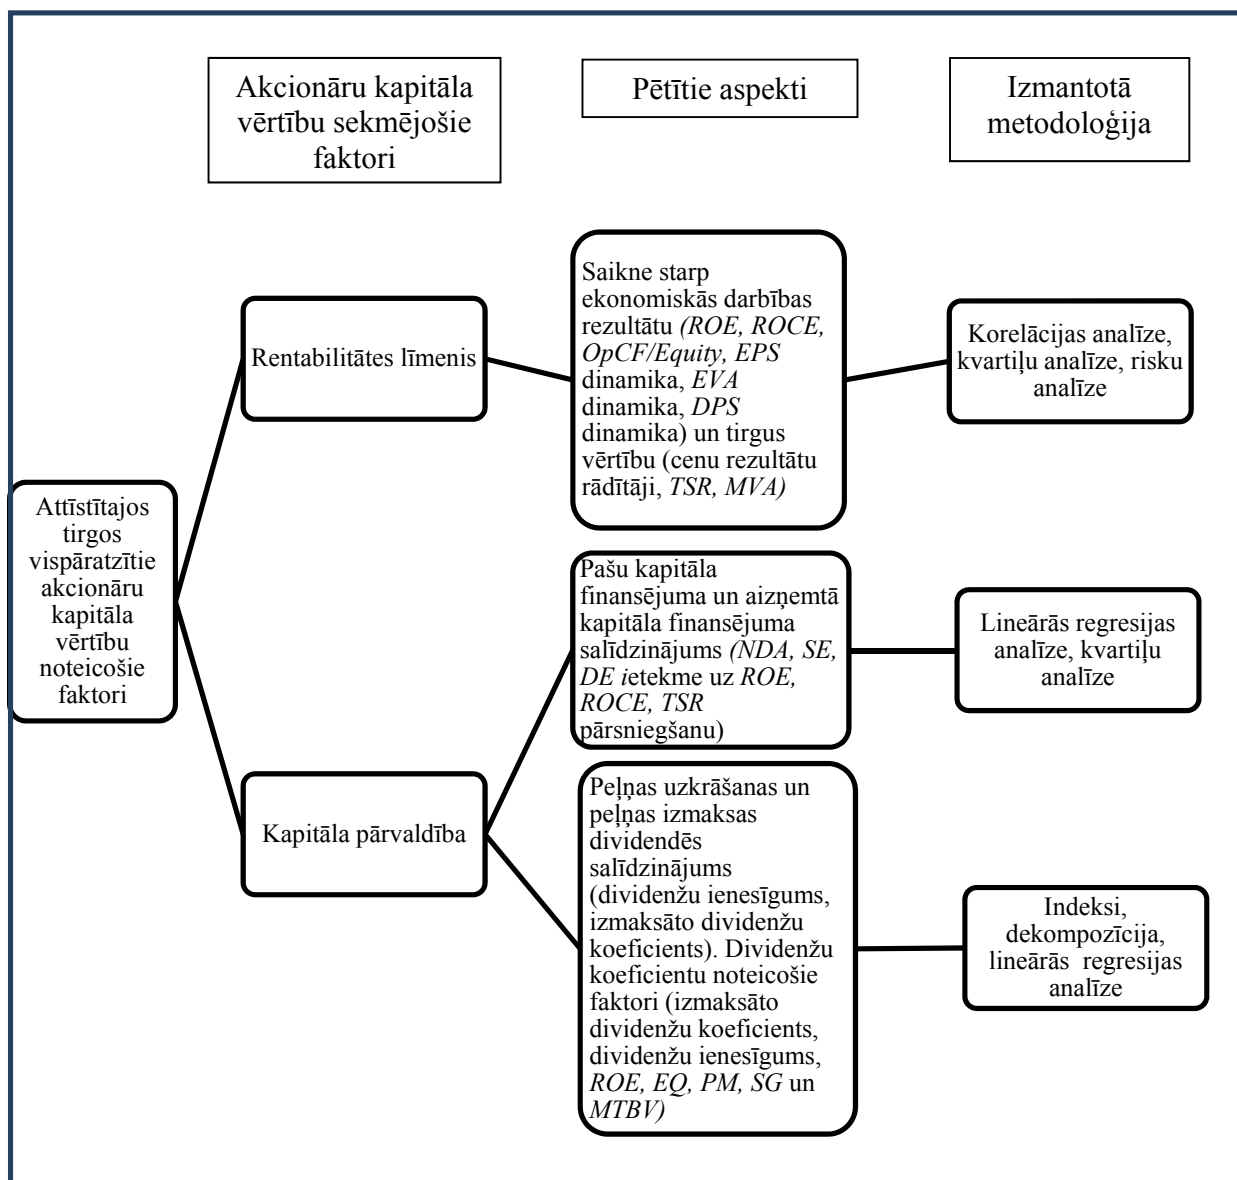 Akcionāru kapitāla
vērtību sekmējošie
faktori
Pētītie aspekti
Izmantotā
metodoloģija
Attīstītajos
tirgos
vispāratzītie
akcionāru
kapitāla
vērtību
noteicošie
faktori
Rentabilitātes līmenis
Saikne starp
ekonomiskās darbības
rezultātu (ROE, ROCE,
OpCF/Equity, EPS
dinamika, EVA
dinamika, DPS
dinamika) un tirgus
vērtību (cenu rezultātu
rādītāji, TSR, MVA)
Korelācijas analīze,
kvartiļu analīze, risku
analīze
Kapitāla pārvaldība
Pašu kapitāla
finansējuma un aizņemtā
kapitāla finansējuma
salīdzinājums (NDA, SE,
DE ietekme uz ROE,
ROCE, TSR
pārsniegšanu)
Lineārās regresijas
analīze, kvartiļu
analīze
Peļņas uzkrāšanas un
peļņas izmaksas
dividendēs
salīdzinājums
(dividenžu ienesīgums,
izmaksāto dividenžu
koeficients). Dividenžu
koeficientu noteicošie
faktori (izmaksāto
dividenžu koeficients,
dividenžu ienesīgums,
ROE, EQ, PM, SG un
MTBV)
Indeksi,
dekompozīcija,
lineārās  regresijas
analīze